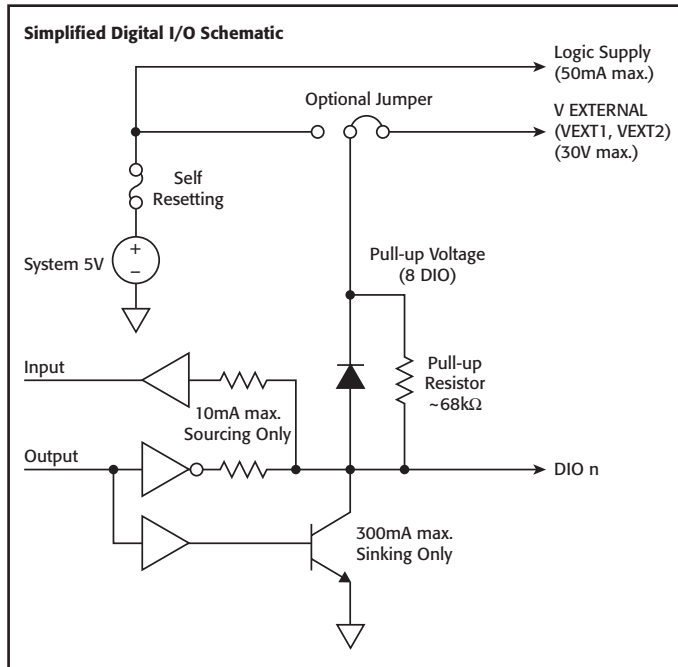 Simplified Digital I/O Schematic
Logic Supply
(50mA max.)
Optional Jumper
V EXTERNAL
(VEXT1, VEXT2)
(30V max.)
Self
Resetting
System 5V
+
−
Pull-up Voltage
(8 DIO)
Input
Pull-up
Resistor
~68kΩ
10mA max.
Sourcing Only
Output
DIO n
300mA max.
Sinking Only